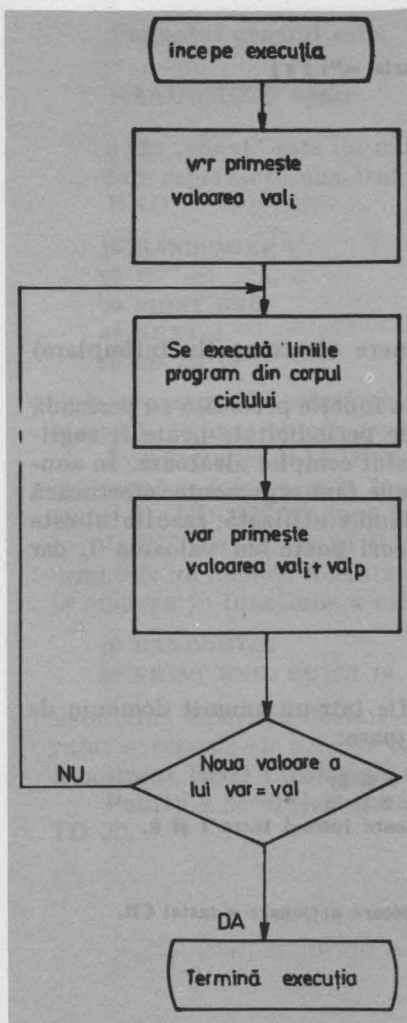 începe execuția
var primește
valoarea val i
Se execută liniile
program din corpul
ciclului
var primește
valoarea val i + val p
Noua valoare a
lui var = val
NU
DA
Termină execuția